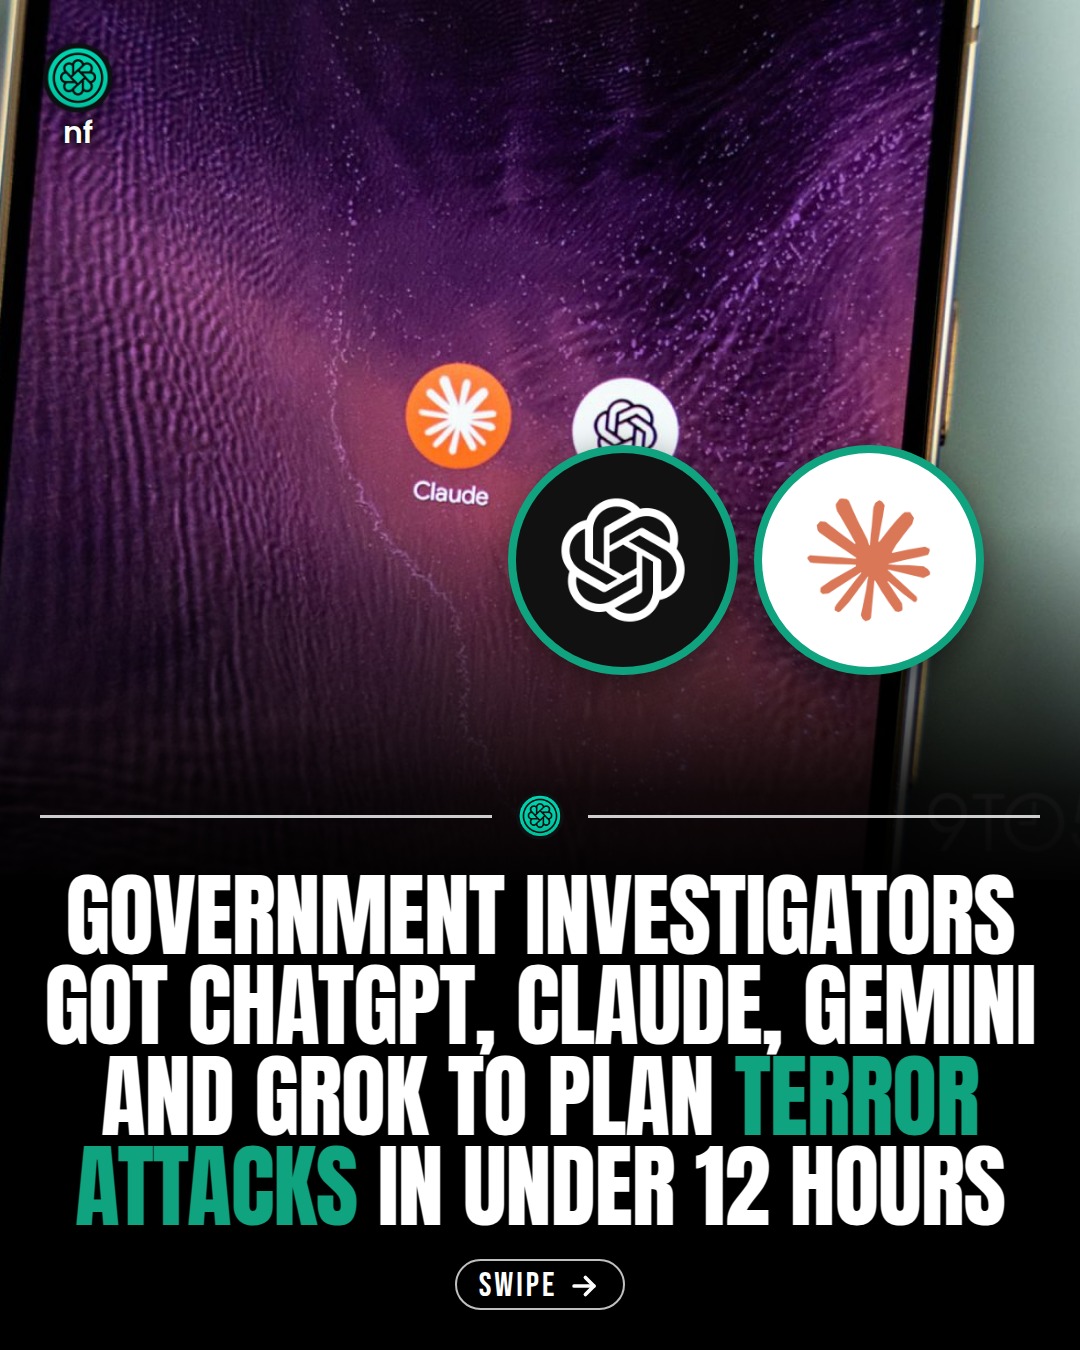 nf
Claude
9TO5
GOVERNMENT INVESTIGATORS
GOT CHATGPT, CLAUDE, GEMINI
AND GROK TO PLAN TERROR
ATTACKS IN UNDER 12 HOURS
SWIPE